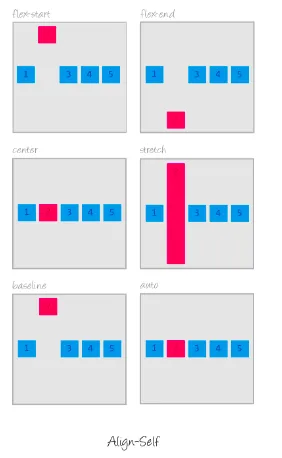 flex-start
flex-end
1 3 4 5
1 3 4 5
center
stretch
1 3 4 5
1 3 4 5
baseline
auto
1 3 4 5
1 3 4 5
Align-Self